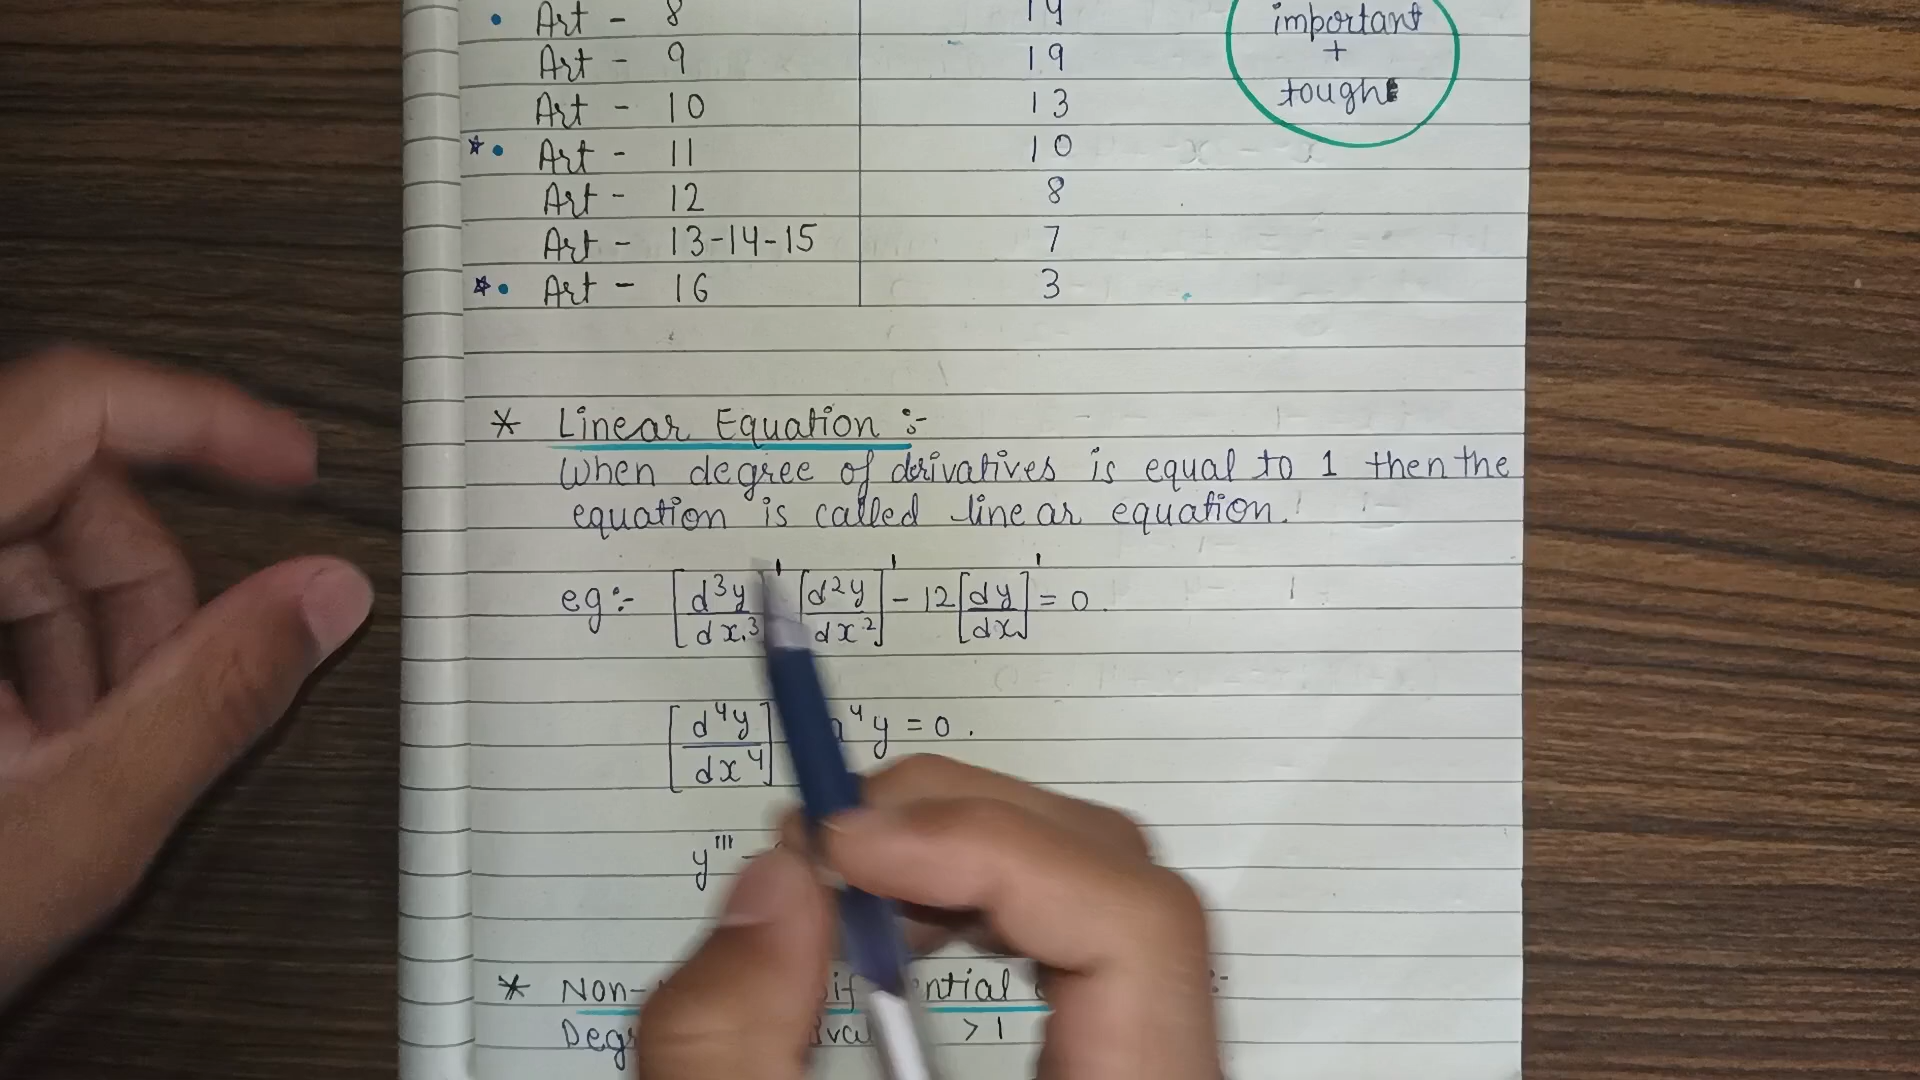 • Art - 8 14
Art - 9 19
Art - 10 13
☆• Art - 11 10
Art - 12 8
Art - 13-14-15 7
☆• Art - 16 3
important
+
tough
* Linear Equation :-
When degree of derivatives is equal to 1 then the
equation is called linear equation.
eg:- [d³y/dx³]¹ [d²y/dx²]¹ - 12[dy/dx]¹ = 0.
[d⁴y/dx⁴] a⁴y = 0.
y''' -
* Non- :-
> 1